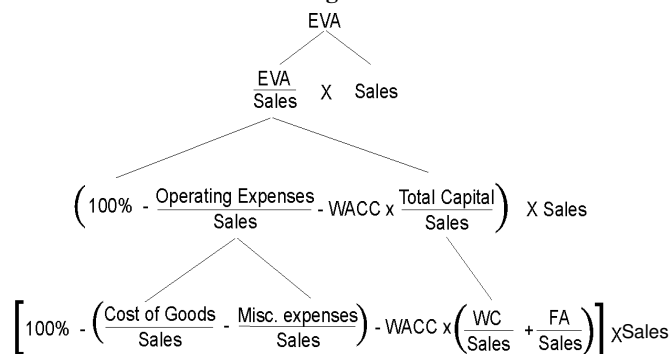 EVA
EVA/Sales X Sales
(100% - Operating Expenses/Sales - WACC x Total Capital/Sales) X Sales
[100% - (Cost of Goods/Sales - Misc. expenses/Sales) - WACC x (WC/Sales + FA/Sales)] X Sales